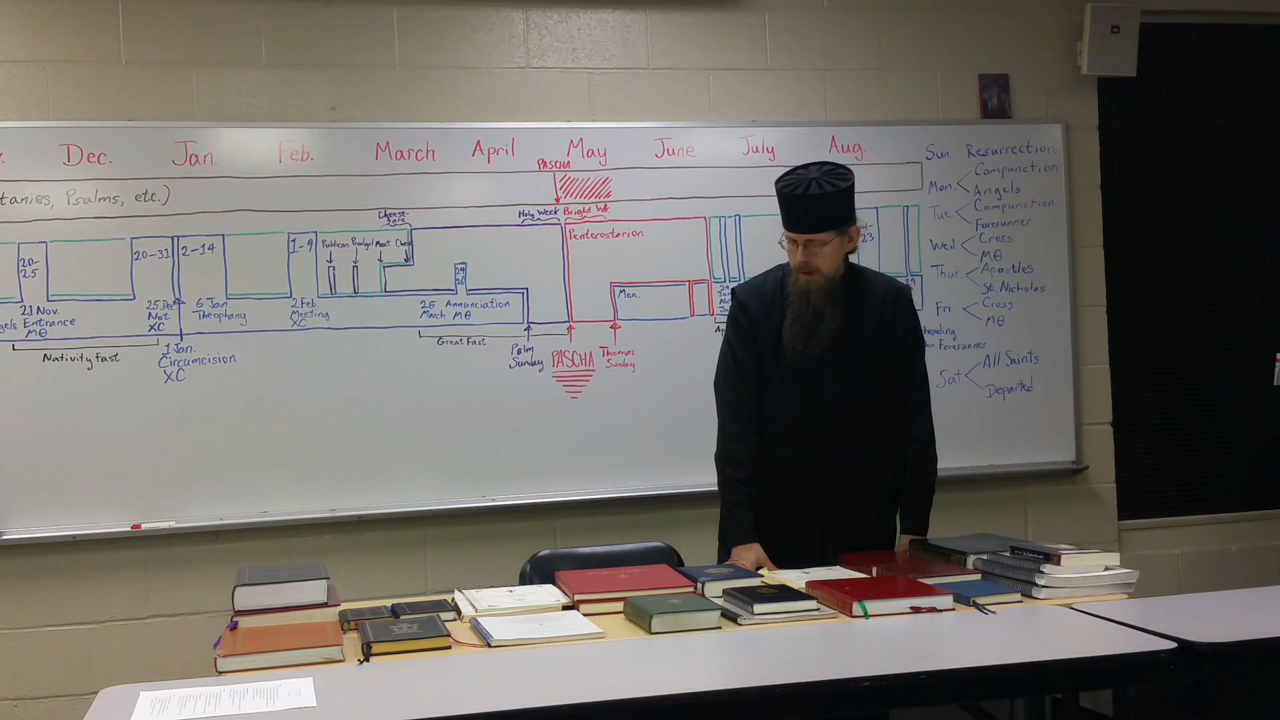 Dec.
Jan.
Feb.
March
April
May
June
July
Aug.
PASCHA
tanies, Psalms, etc.)
Cheese-
fare
Holy Week
Bright Wk
Pentecostarion
20-
25
20-31
2-14
1-9
Publican
Prodigal
Meat
Men.
23
21 Nov.
Entrance
MΘ
25 Dec
Nat.
XC
6 Jan.
Theophany
2 Feb.
Meeting
XC
25
March
Annunciation
MΘ
Nativity Fast
1 Jan.
Circumcision
XC
Great Fast
Palm
Sunday
PASCHA
Thomas
Sunday
Forerunner
Sun. Resurrection
Mon. Compunction
Angels
Tue Compunction
Forerunner
Wed Cross
MΘ
Thur. Apostles
St. Nicholas
Fri. Cross
MΘ
Sat All Saints
Departed